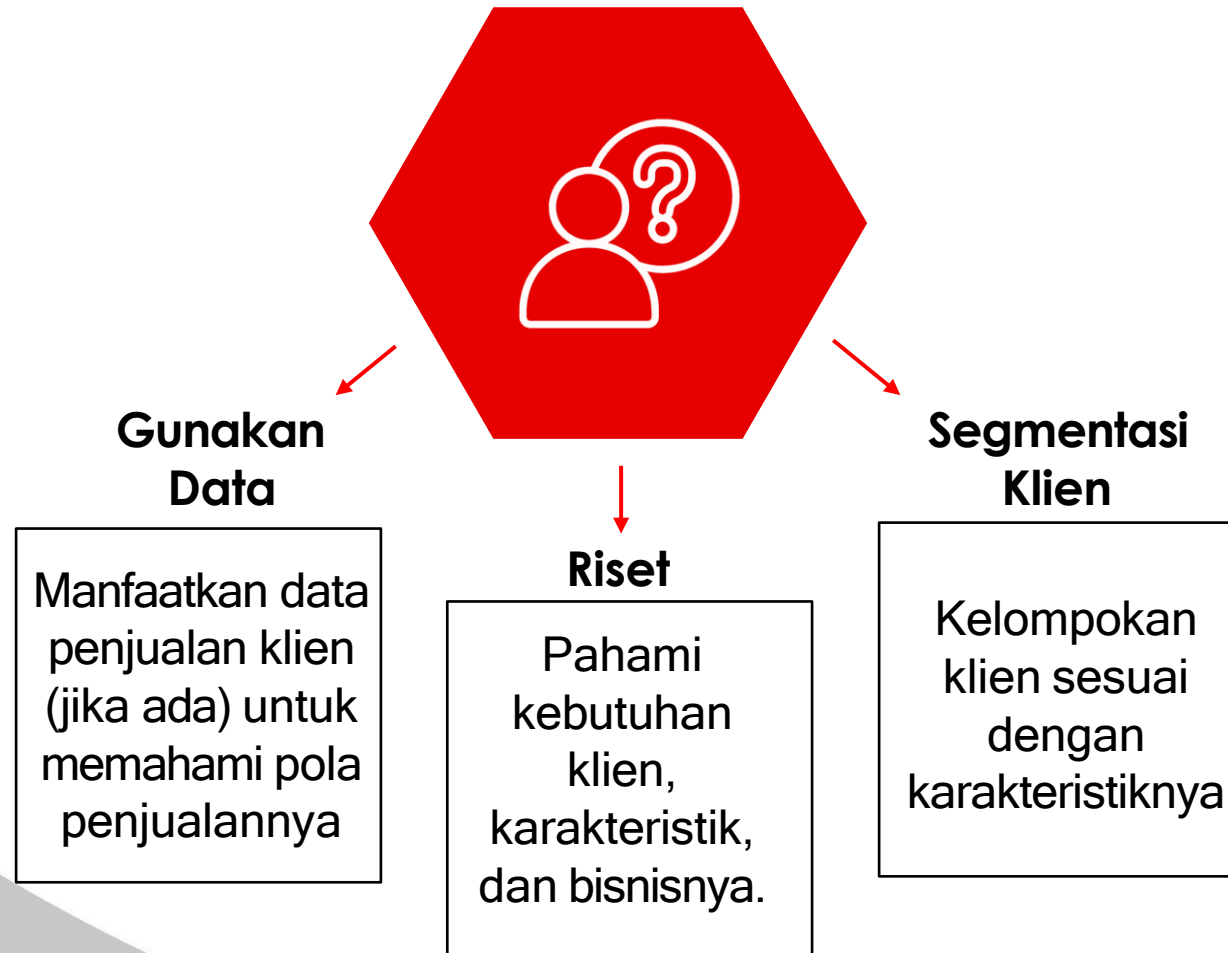 Gunakan
Data
Manfaatkan data
penjualan klien
(jika ada) untuk
memahami pola
penjualannya
Riset
Pahami
kebutuhan
klien,
karakteristik,
dan bisnisnya.
Segmentasi
Klien
Kelompokan
klien sesuai
dengan
karakteristiknya